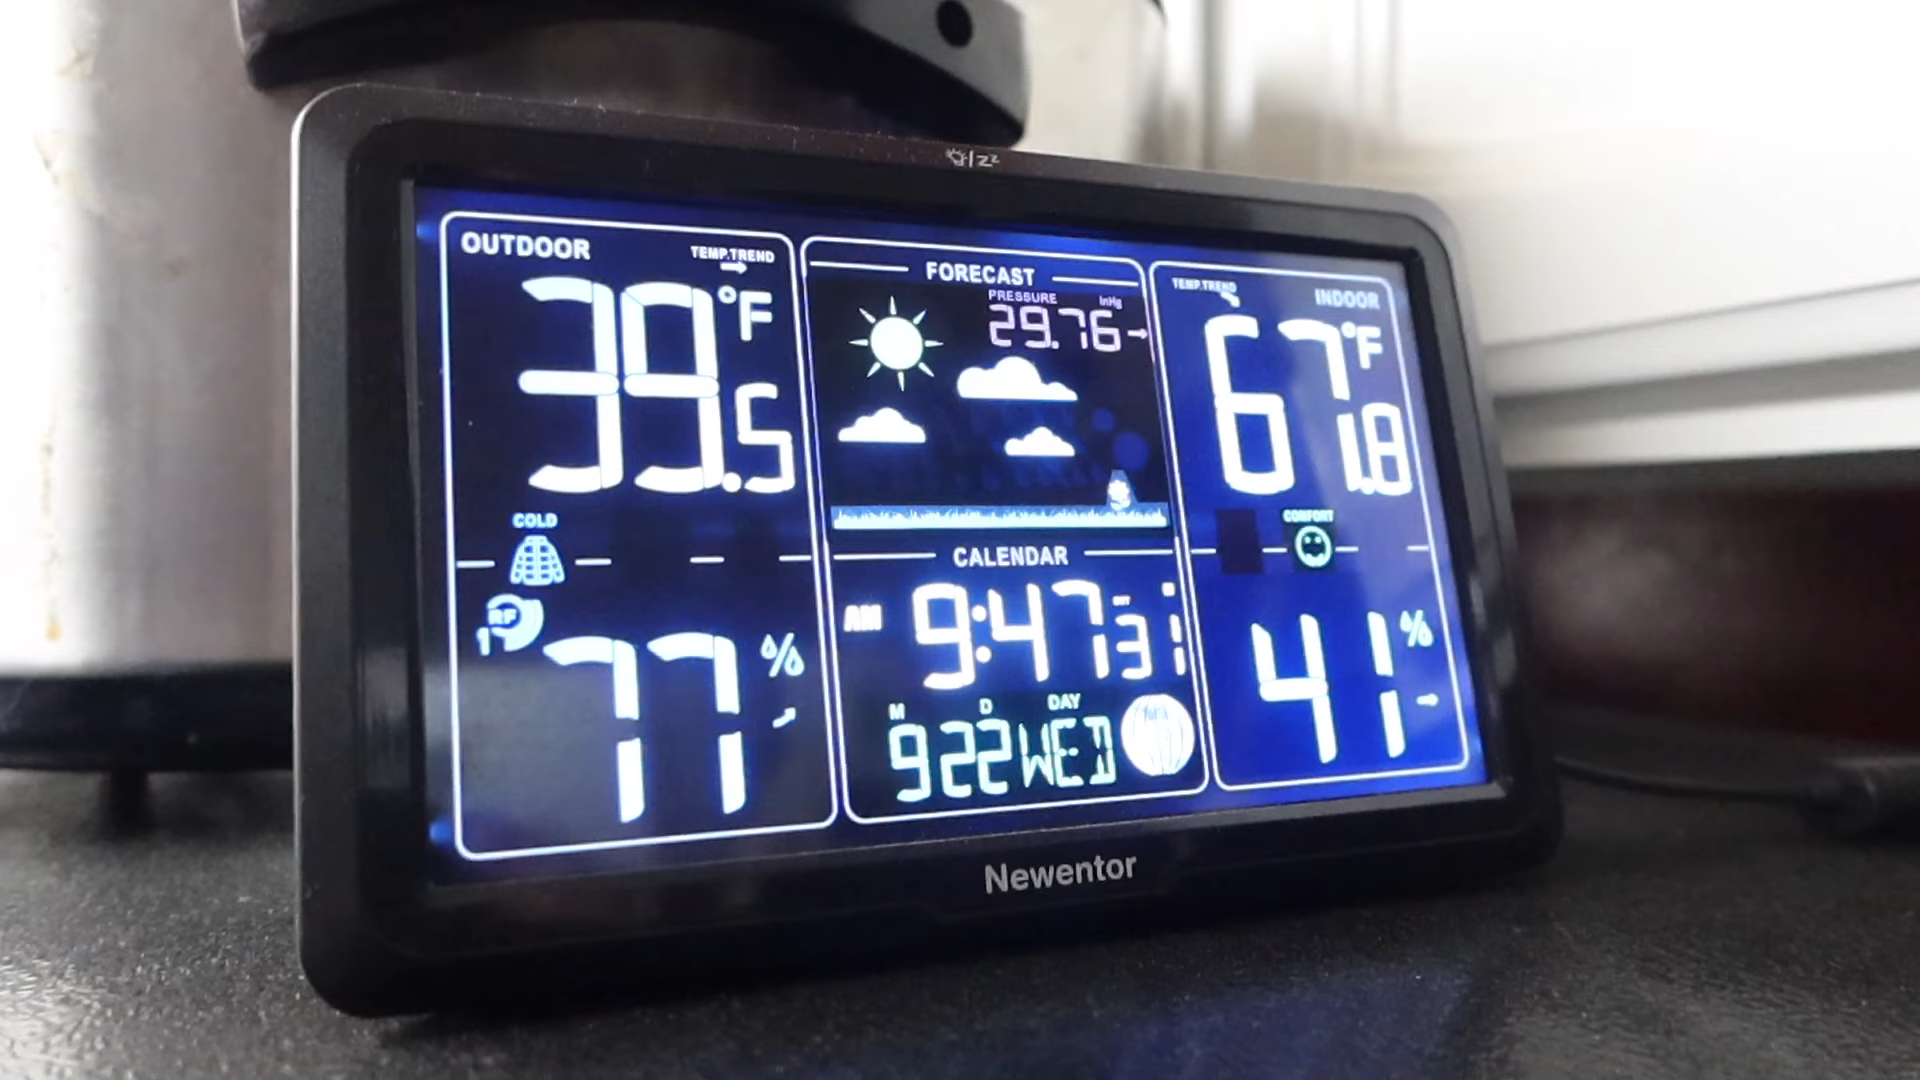 zz
OUTDOOR
TEMP.TREND
39.5 °F
COLD
RF
1
77 %
FORECAST
PRESSURE inHg
29.76
CALENDAR
AM 9:47
M D DAY
9 22 WED
TEMP.TREND
INDOOR
67 °F
.8
COMFORT
41 %
Newentor